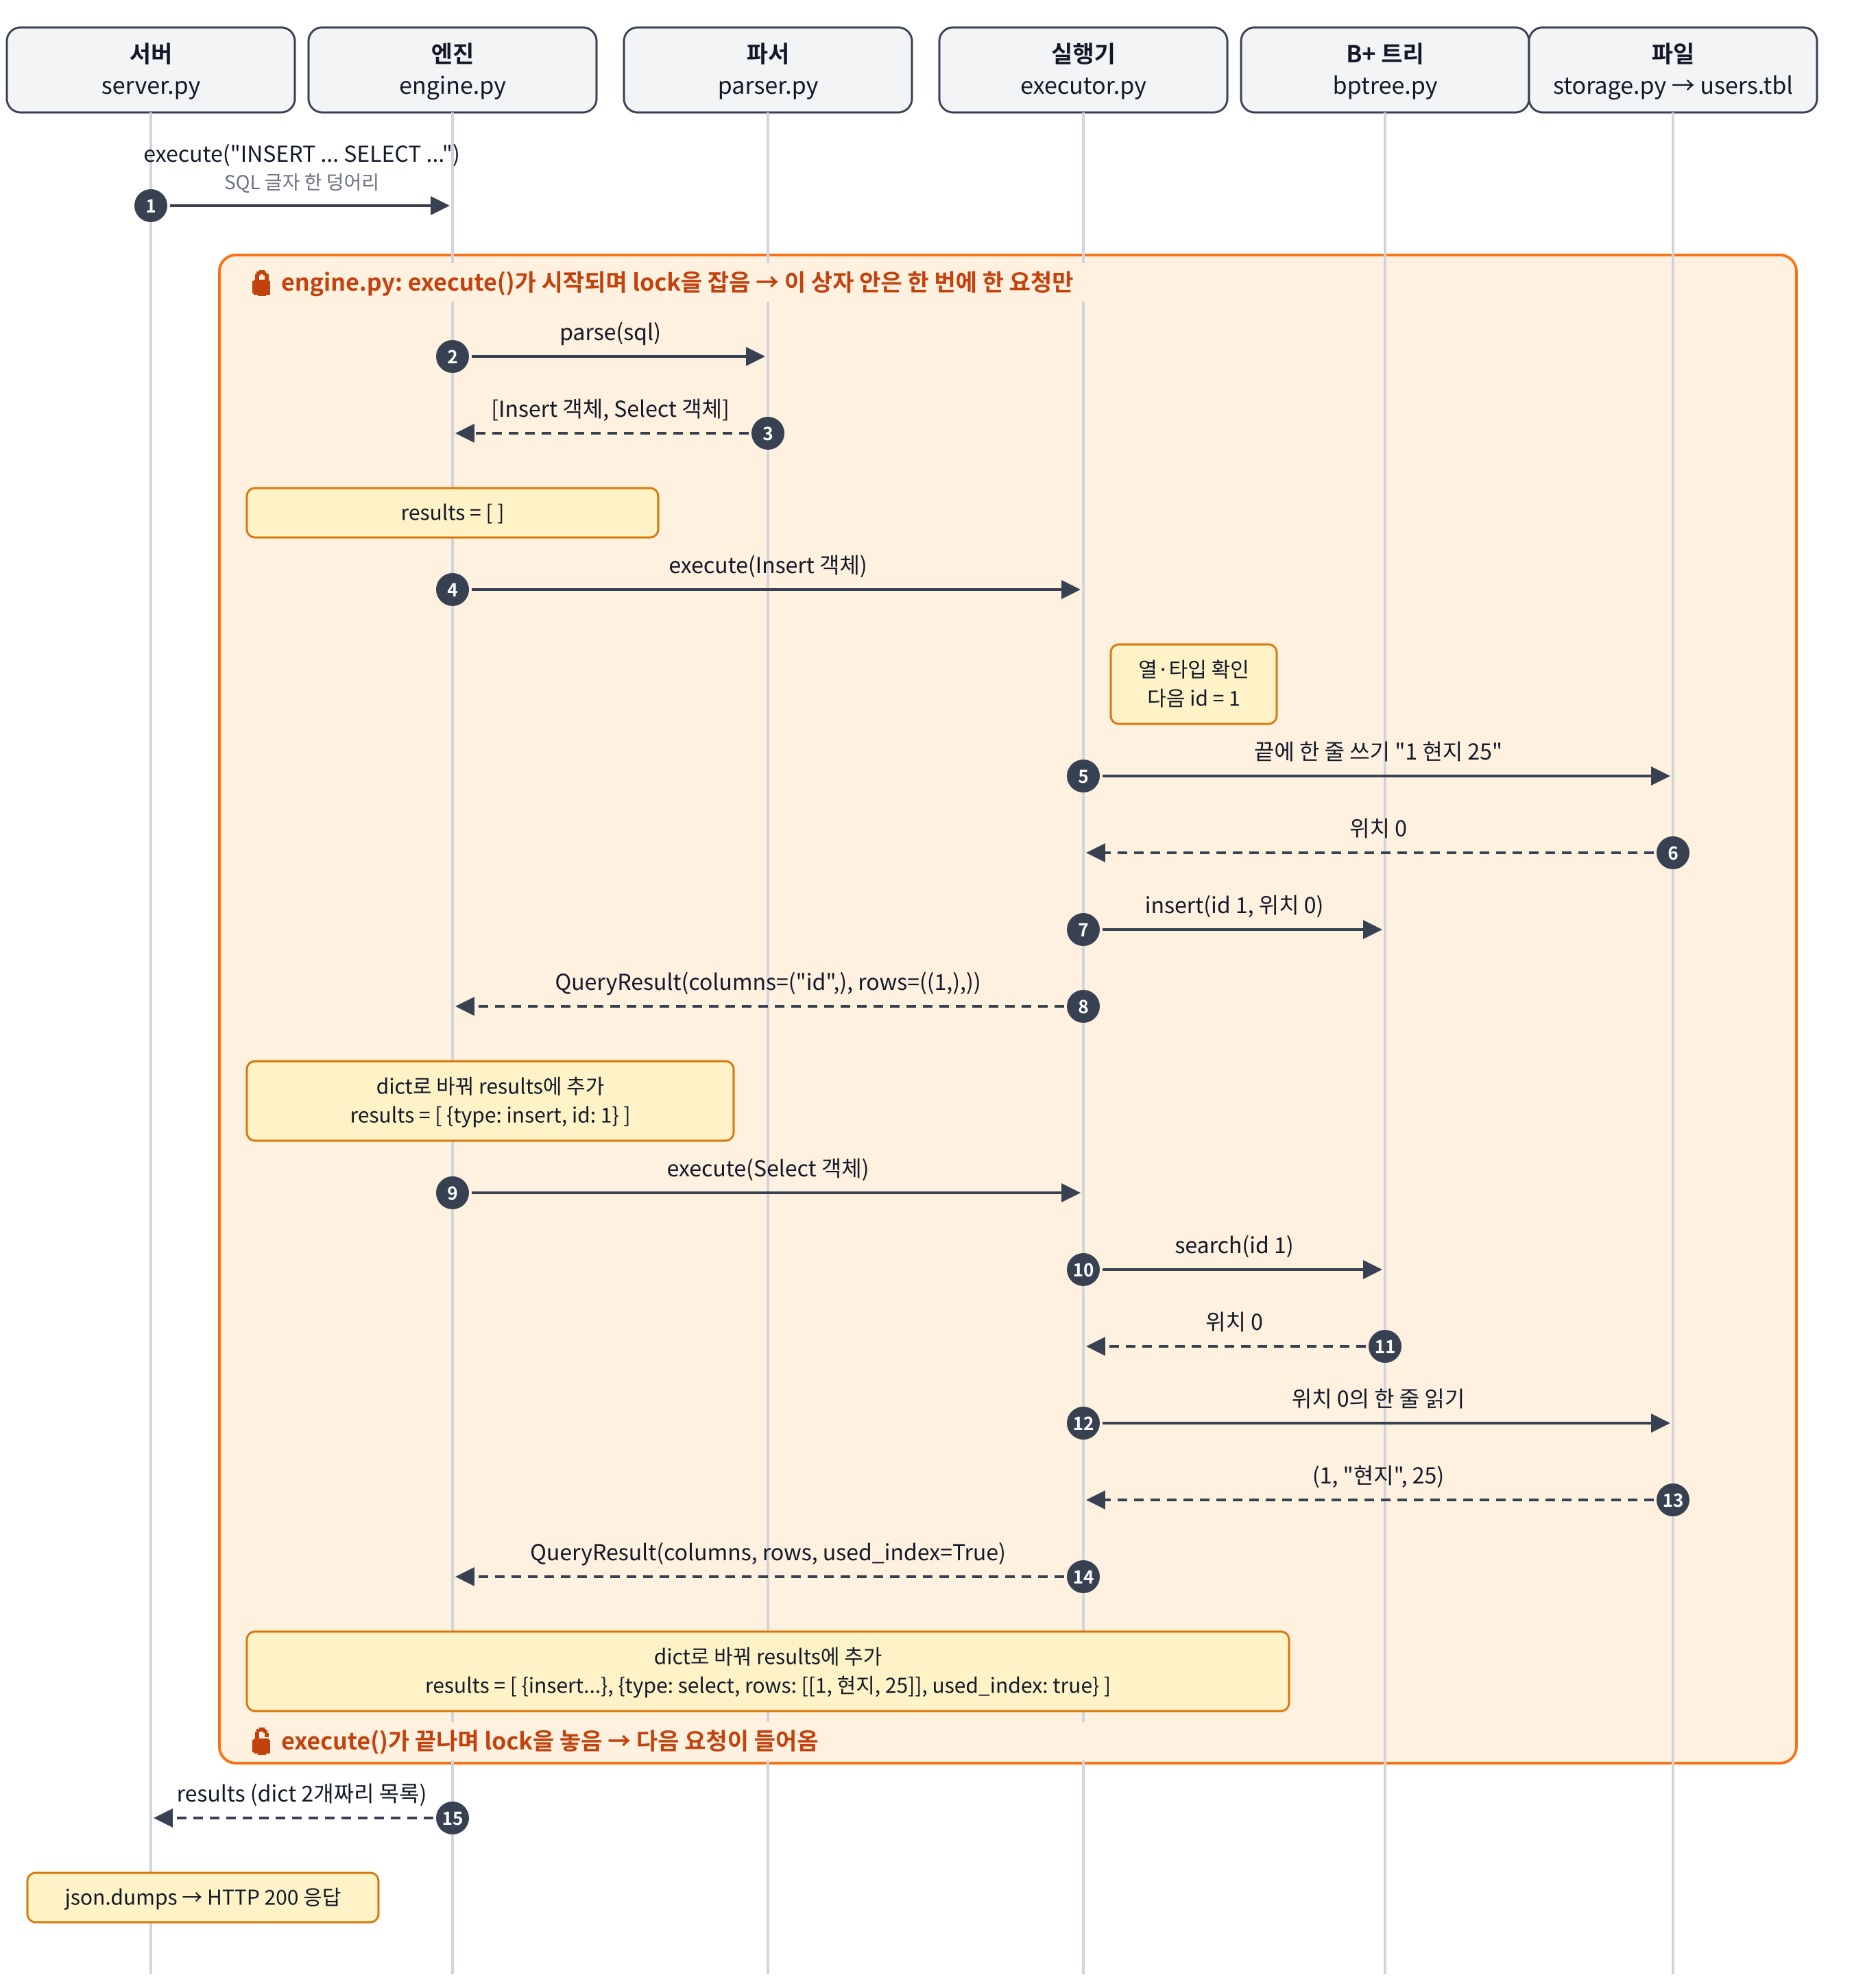 서버
server.py
엔진
engine.py
파서
parser.py
실행기
executor.py
B+ 트리
bptree.py
파일
storage.py → users.tbl
execute("INSERT ... SELECT ...")
SQL 글자 한 덩어리
1
engine.py: execute()가 시작되며 lock을 잡음 → 이 상자 안은 한 번에 한 요청만
parse(sql)
2
[Insert 객체, Select 객체]
3
results = [ ]
execute(Insert 객체)
4
열·타입 확인
다음 id = 1
끝에 한 줄 쓰기 "1 현지 25"
5
위치 0
6
insert(id 1, 위치 0)
7
QueryResult(columns=("id",), rows=((1,),))
8
dict로 바꿔 results에 추가
results = [ {type: insert, id: 1} ]
execute(Select 객체)
9
search(id 1)
10
위치 0
11
위치 0의 한 줄 읽기
12
(1, "현지", 25)
13
QueryResult(columns, rows, used_index=True)
14
dict로 바꿔 results에 추가
results = [ {insert...}, {type: select, rows: [[1, 현지, 25]], used_index: true} ]
execute()가 끝나며 lock을 놓음 → 다음 요청이 들어옴
results (dict 2개짜리 목록)
15
json.dumps → HTTP 200 응답